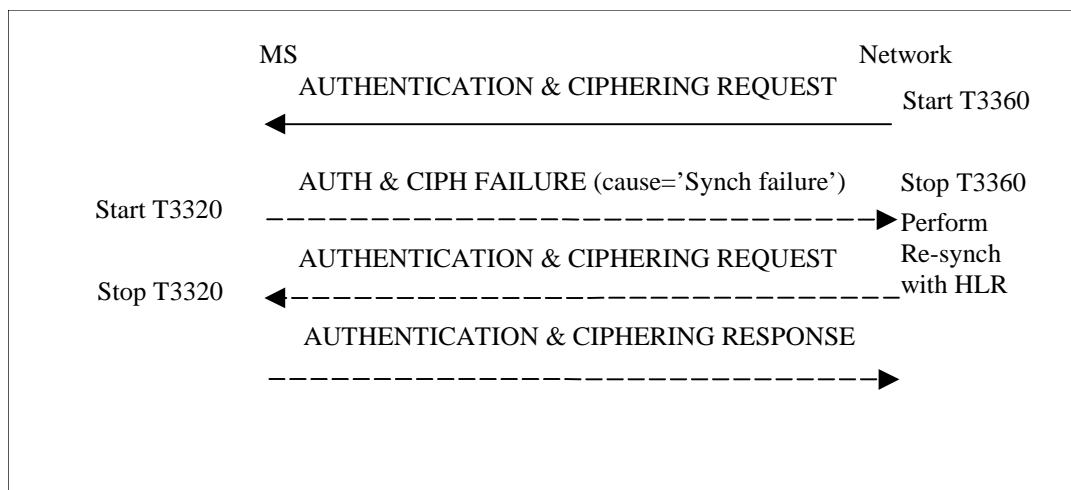 MS
Network
AUTHENTICATION & CIPHERING REQUEST
Start T3360
AUTH & CIPH FAILURE (cause=’Synch failure’)
Stop T3360
Start T3320
Perform
Re-synch
with HLR
AUTHENTICATION & CIPHERING REQUEST
Stop T3320
AUTHENTICATION & CIPHERING RESPONSE